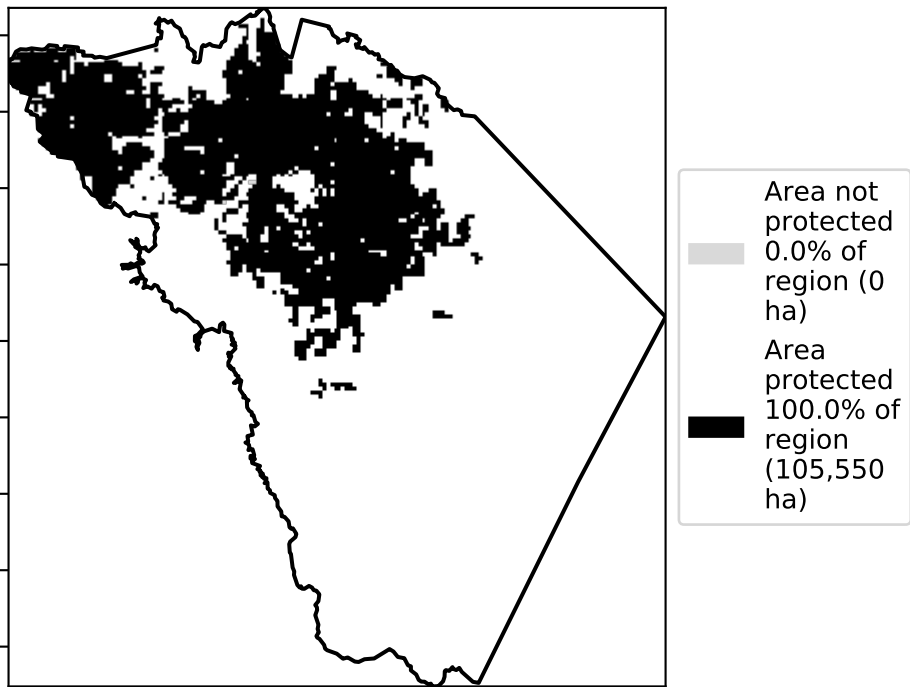 Area not
protected
0.0% of
region (0
ha)
Area
protected
100.0% of
region
(105,550
ha)